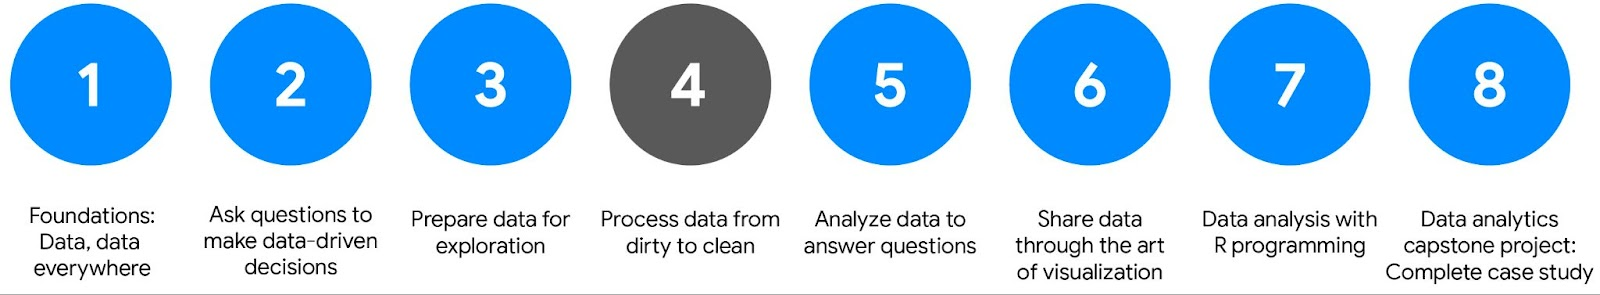 1
2
3
4
5
6
7
8
Foundations:
Data, data
everywhere
Ask questions to
make data-driven
decisions
Prepare data for
exploration
Process data from
dirty to clean
Analyze data to
answer questions
Share data
through the art
of visualization
Data analysis with
R programming
Data analytics
capstone project:
Complete case study